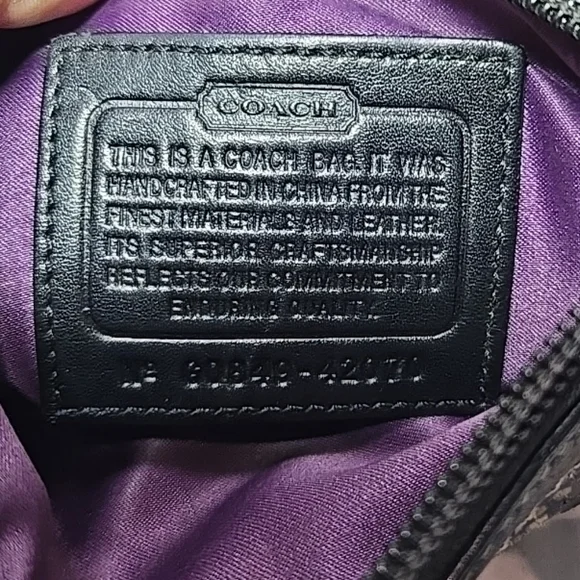 COACH
THIS IS A COACH BAG. IT WAS
HANDCRAFTED IN CHINA FROM THE
FINEST MATERIALS AND LEATHER.
ITS SUPERIOR CRAFTSMANSHIP
REFLECTS OUR COMMITMENT TO
ENDURING QUALITY.
Nº